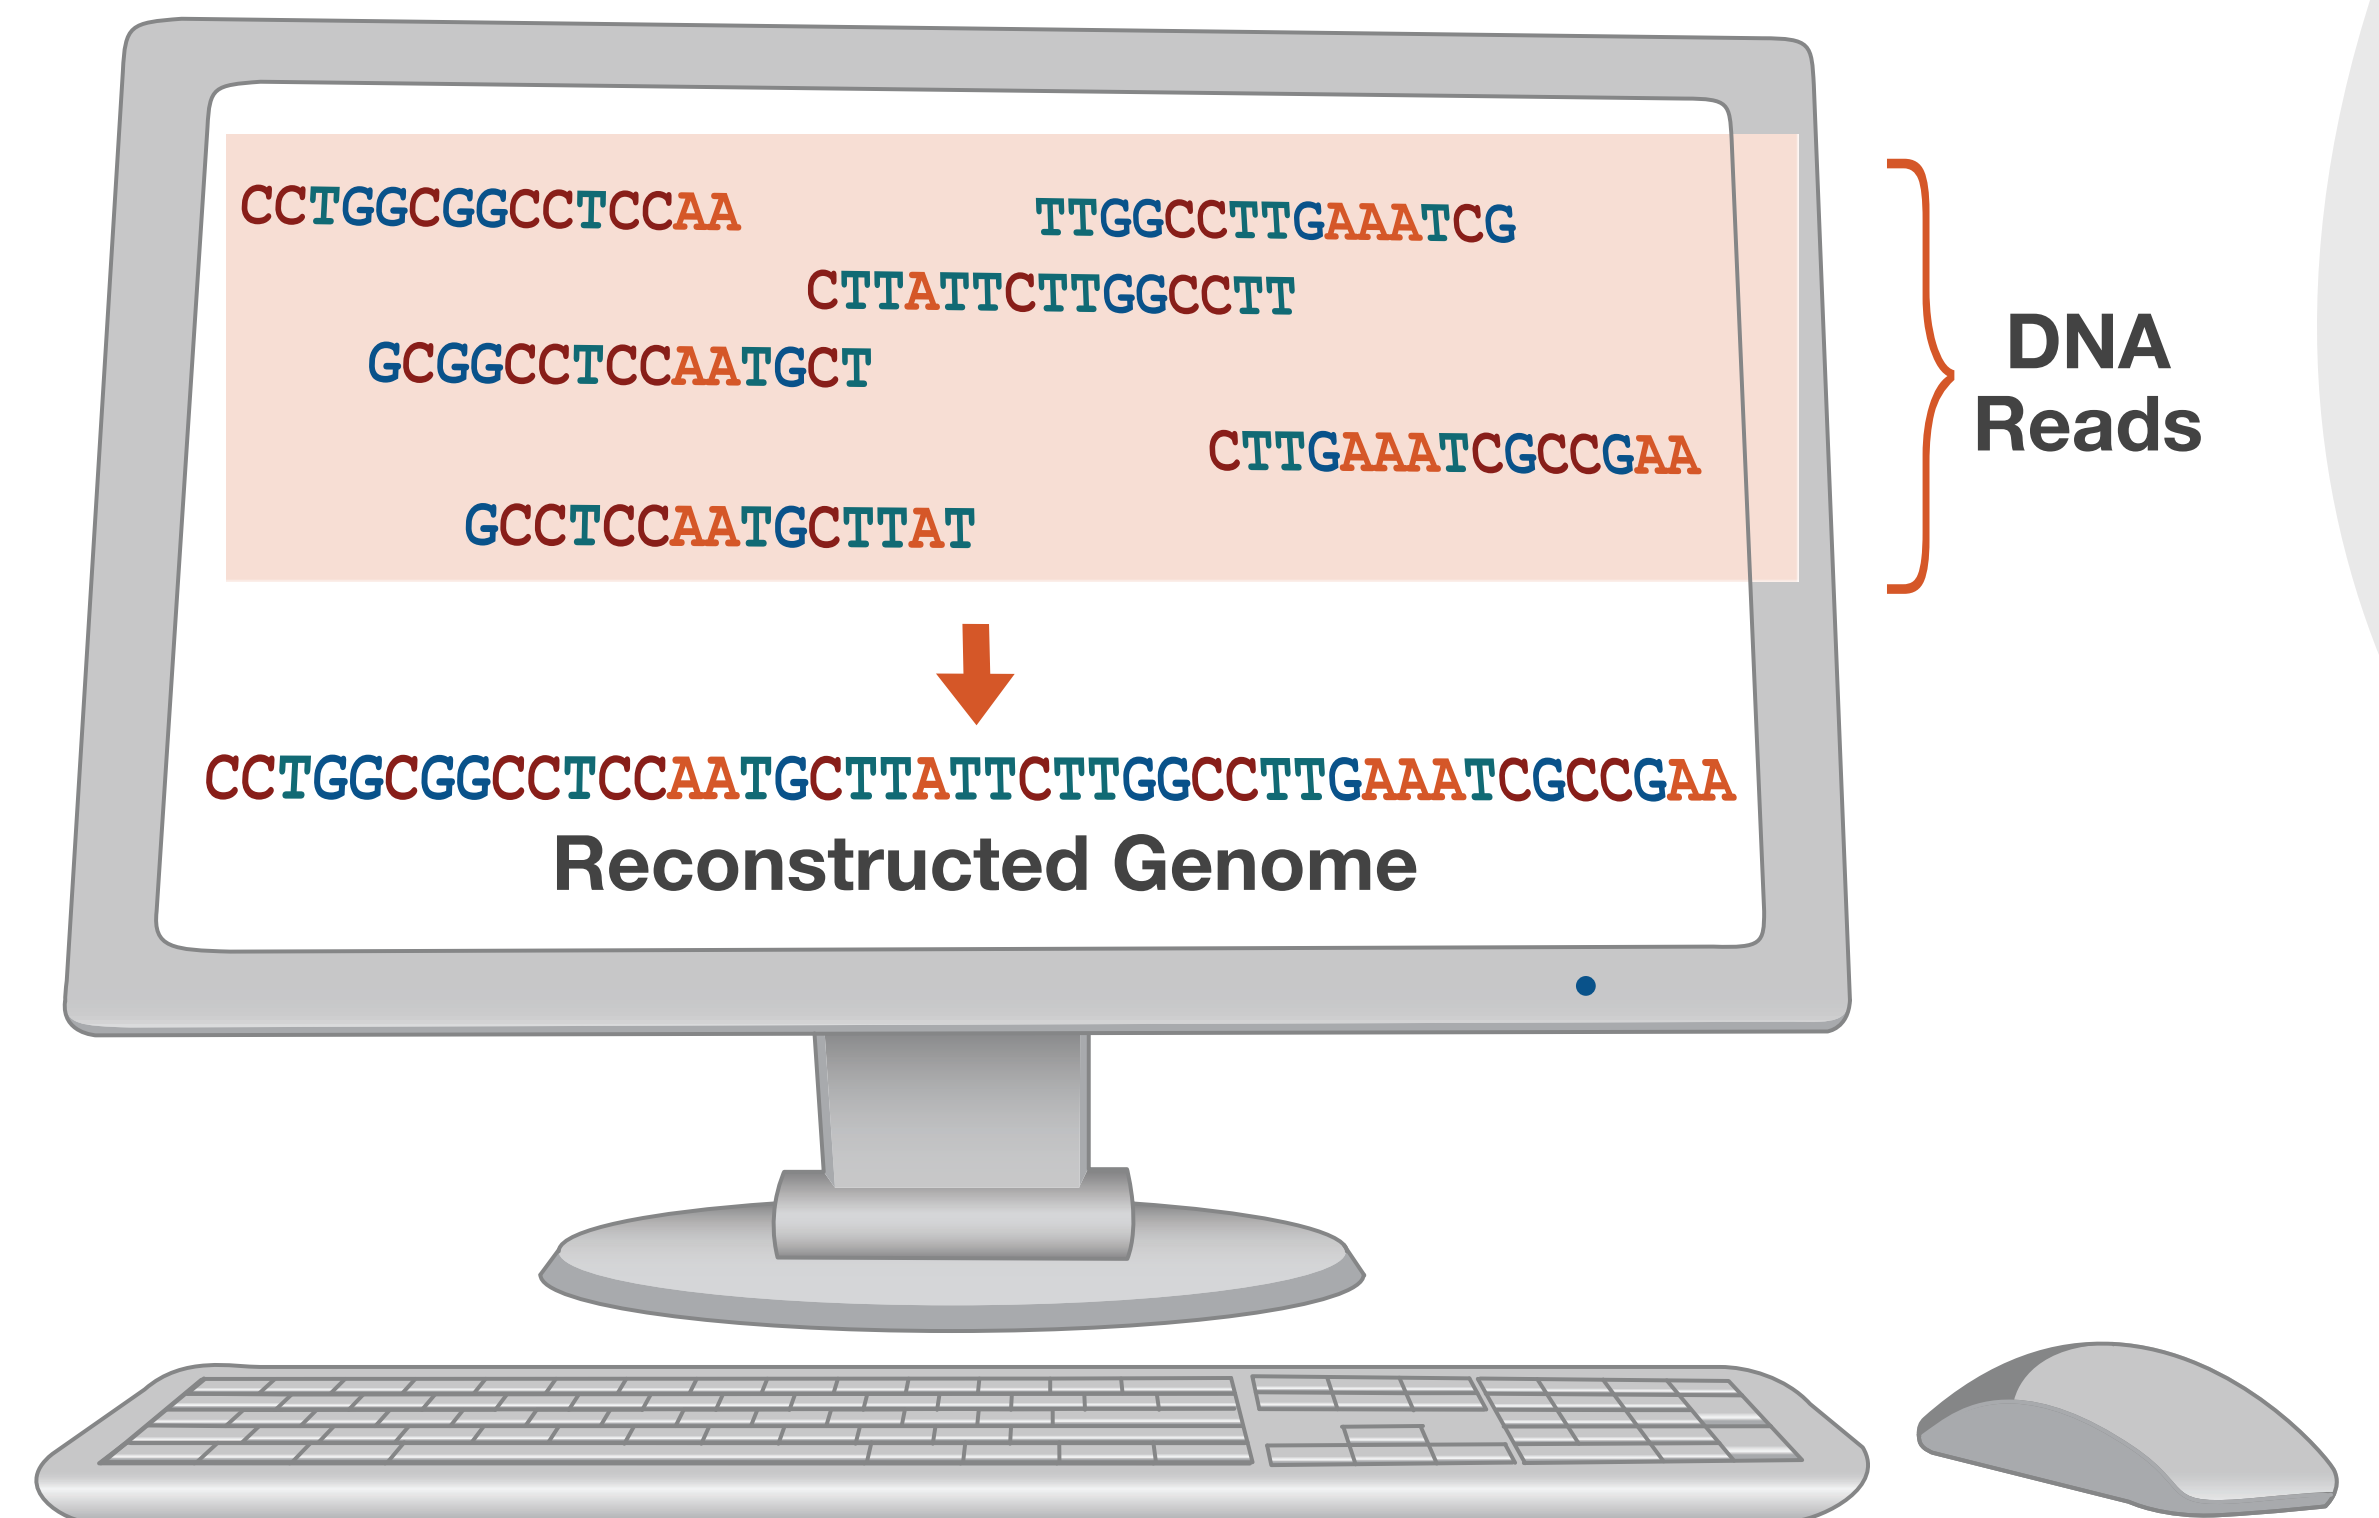 CCTGGCGGCCTCCAA
TTGGCCTTGAAATCG
CTTATTCTTGGCCTT
GCGGCCTCCAATGCT
CTTGAAATCGCCGAA
GCCTCCAATGCTTAT
DNA
Reads
CCTGGCGGCCTCCAATGCTTATTCTTGGCCTTGAAATCGCCGAA
Reconstructed Genome